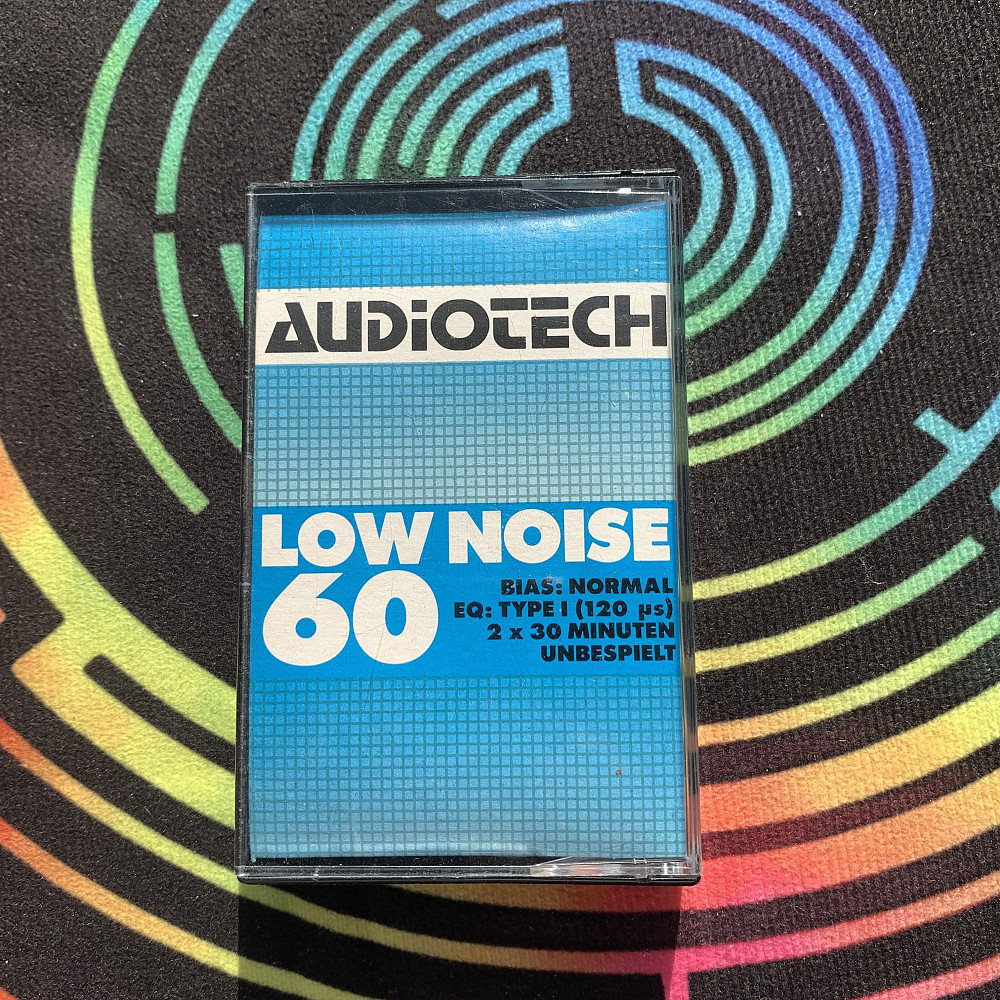 AUDiOTECH
LOW NOISE
60
BIAS: NORMAL
EQ: TYPE I (120 µs)
2 x 30 MINUTEN
UNBESPIELT